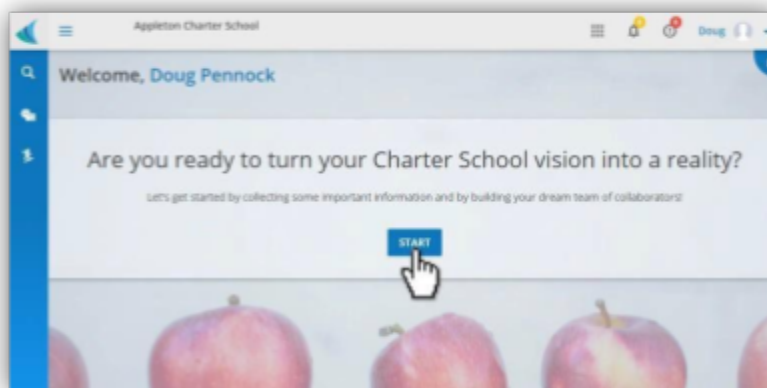 Appleton Charter School
Doug
Welcome, Doug Pennock
Are you ready to turn your Charter School vision into a reality?
Let's get started by collecting some important information and by building your dream team of collaborators!
START